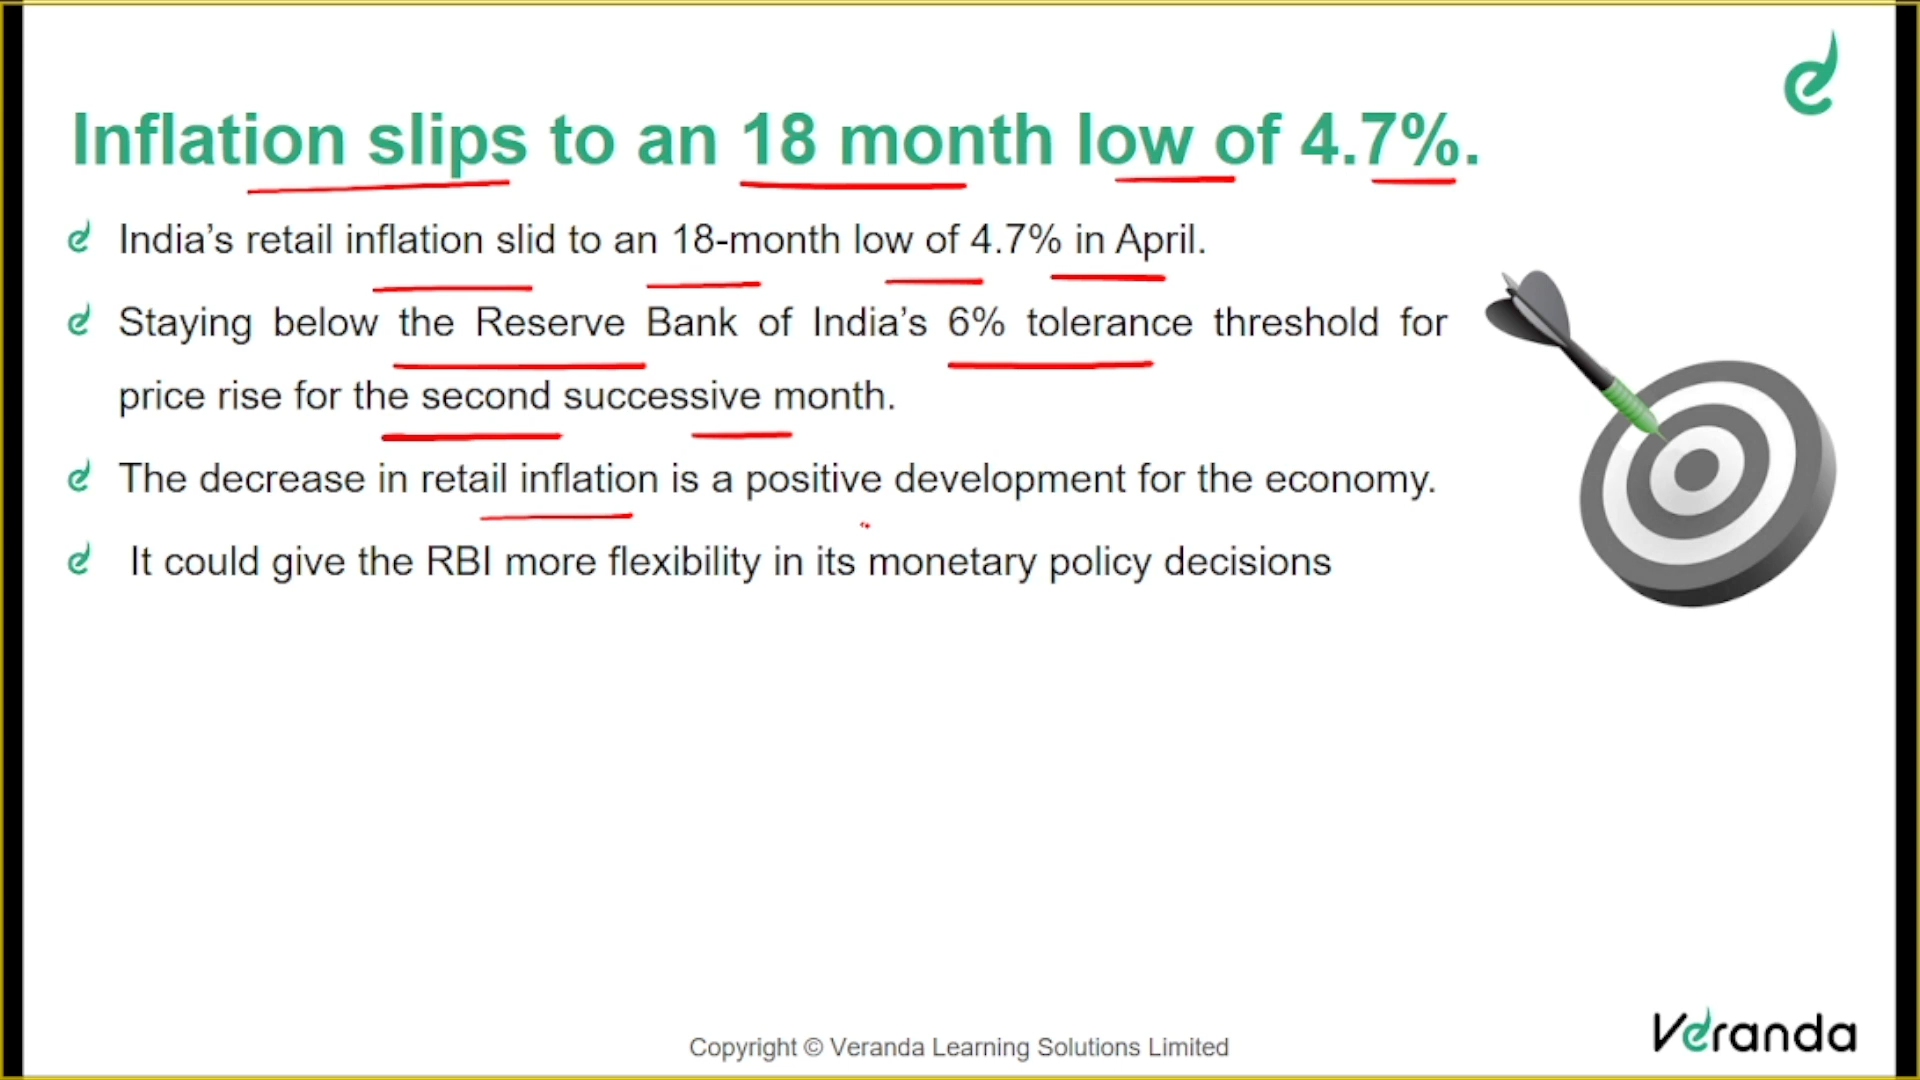 Inflation slips to an 18 month low of 4.7%.
India’s retail inflation slid to an 18-month low of 4.7% in April.
Staying below the Reserve Bank of India’s 6% tolerance threshold for
price rise for the second successive month.
The decrease in retail inflation is a positive development for the economy.
It could give the RBI more flexibility in its monetary policy decisions
Copyright © Veranda Learning Solutions Limited
Veranda